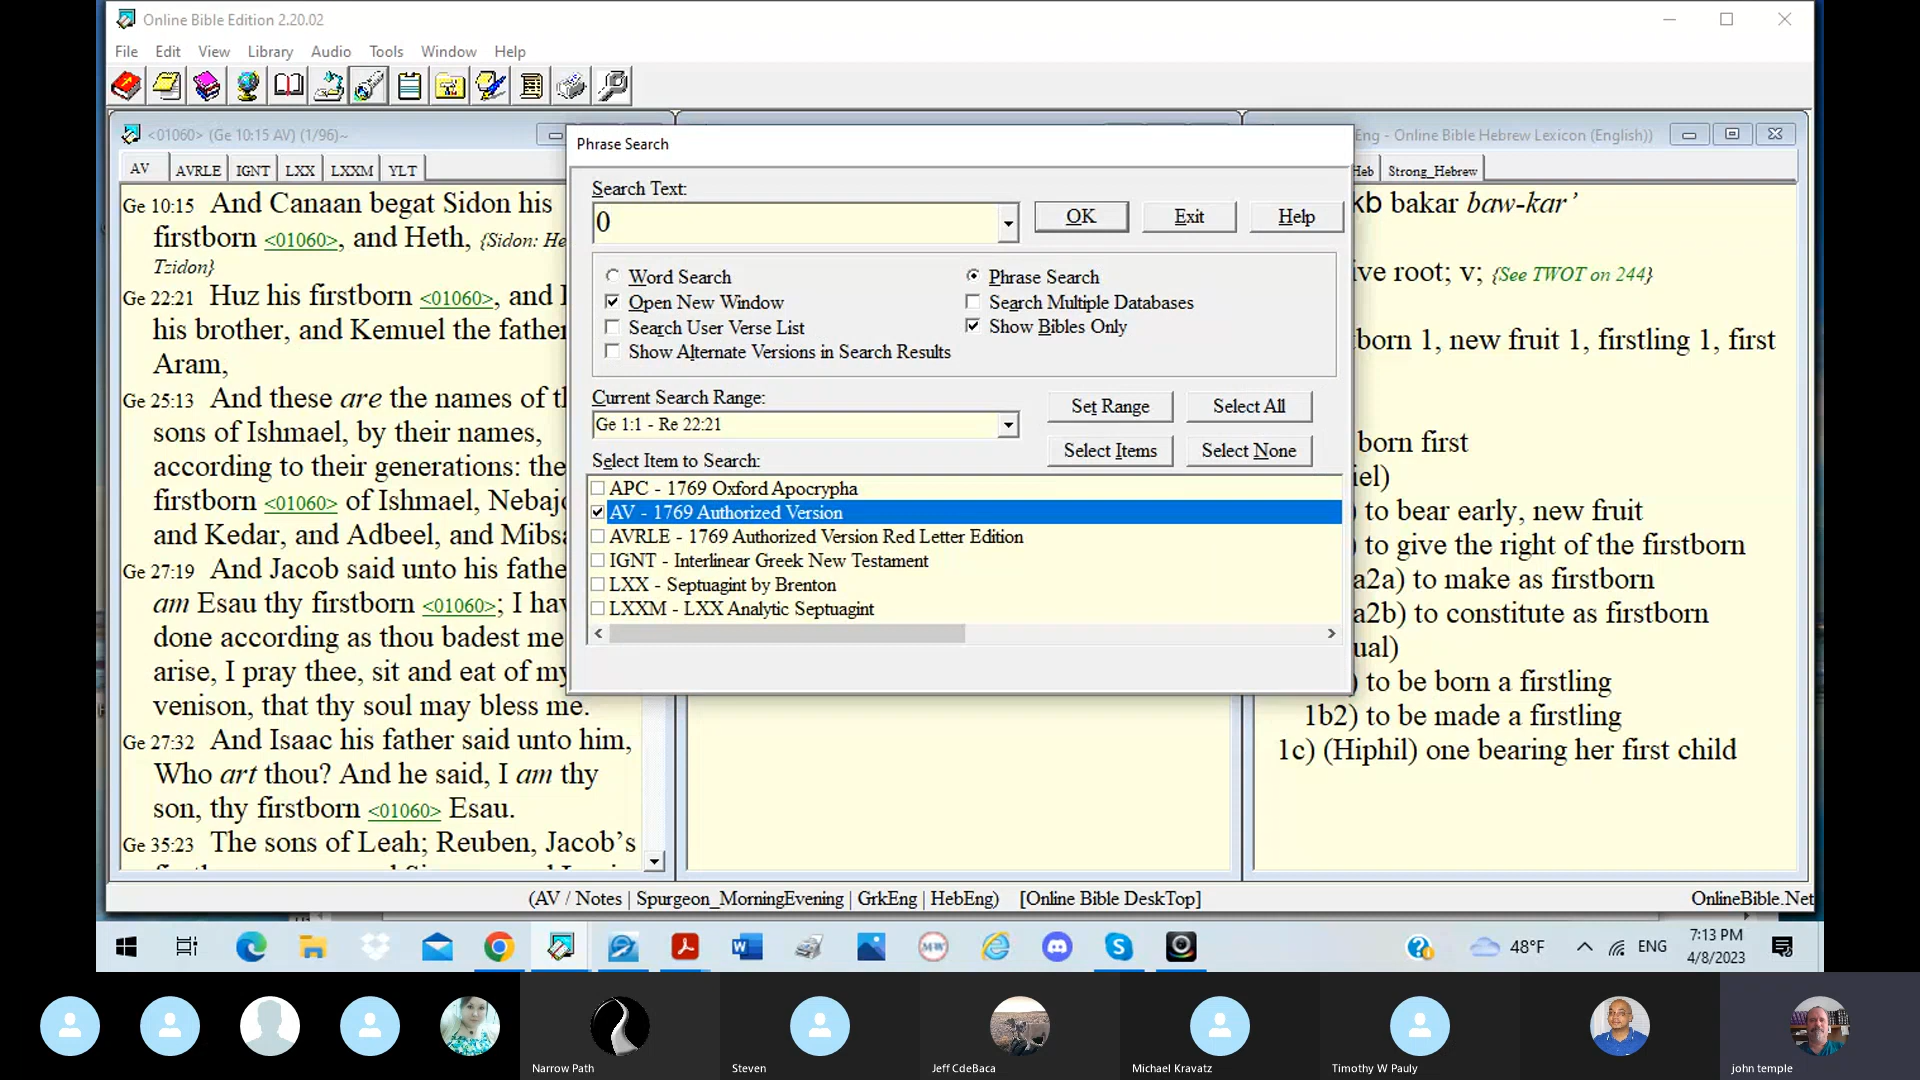 Online Bible Edition 2.20.02
File Edit View Library Audio Tools Window Help
<01060> (Ge 10:15 AV) (1/96)~
AV AVRLE IGNT LXX LXXM YLT
Ge 10:15 And Canaan begat Sidon his
firstborn <01060>, and Heth, {Sidon: He
Tzidon}
Ge 22:21 Huz his firstborn <01060>, and
his brother, and Kemuel the father
Aram,
Ge 25:13 And these are the names of
sons of Ishmael, by their names,
according to their generations: the
firstborn <01060> of Ishmael,
and Kedar, and Adbeel, and Mibs
Ge 27:19 And Jacob said unto his fathe
am Esau thy firstborn <01060>; I hav
done according as thou badest me
arise, I pray thee, sit and eat of my
venison, that thy soul may bless me.
Ge 27:32 And Isaac his father said unto him,
Who art thou? And he said, I am thy
son, thy firstborn <01060> Esau.
Ge 35:23 The sons of Leah; Reuben, Jacob’s
Phrase Search
Search Text:
0
OK Exit Help
Word Search
Phrase Search
Open New Window
Search Multiple Databases
Search User Verse List
Show Bibles Only
Show Alternate Versions in Search Results
Current Search Range:
Ge 1:1 - Re 22:21
Set Range Select All
Select Items Select None
Select Item to Search:
APC - 1769 Oxford Apocrypha
AV - 1769 Authorized Version
AVRLE - 1769 Authorized Version Red Letter Edition
IGNT - Interlinear Greek New Testament
LXX - Septuagint by Brenton
LXXM - LXX Analytic Septuagint
Eng - Online Bible Hebrew Lexicon (English))
Heb Strong_Hebrew
kb bakar baw-kar’
ive root; v; {See TWOT on 244}
born 1, new fruit 1, firstling 1, first
born first
iel)
) to bear early, new fruit
) to give the right of the firstborn
a2a) to make as firstborn
a2b) to constitute as firstborn
ual)
) to be born a firstling
1b2) to be made a firstling
1c) (Hiphil) one bearing her first child
(AV / Notes | Spurgeon_MorningEvening | GrkEng | HebEng) [Online Bible DeskTop]
OnlineBible.Net
48°F
ENG
7:13 PM
4/8/2023
Narrow Path
Steven
Jeff CdeBaca
Michael Kravatz
Timothy W Pauly
john temple